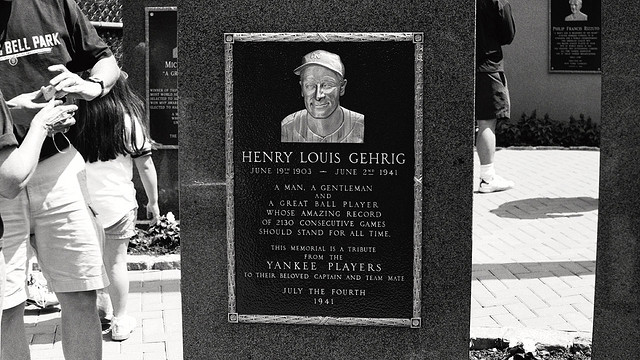 BELL PARK
HENRY LOUIS GEHRIG
JUNE 19TH 1903 — JUNE 2ND 1941
A MAN, A GENTLEMAN
AND
A GREAT BALL PLAYER
WHOSE AMAZING RECORD
OF 2130 CONSECUTIVE GAMES
SHOULD STAND FOR ALL TIME.
THIS MEMORIAL IS A TRIBUTE
FROM THE
YANKEE PLAYERS
TO THEIR BELOVED CAPTAIN AND TEAM MATE
JULY THE FOURTH
1941